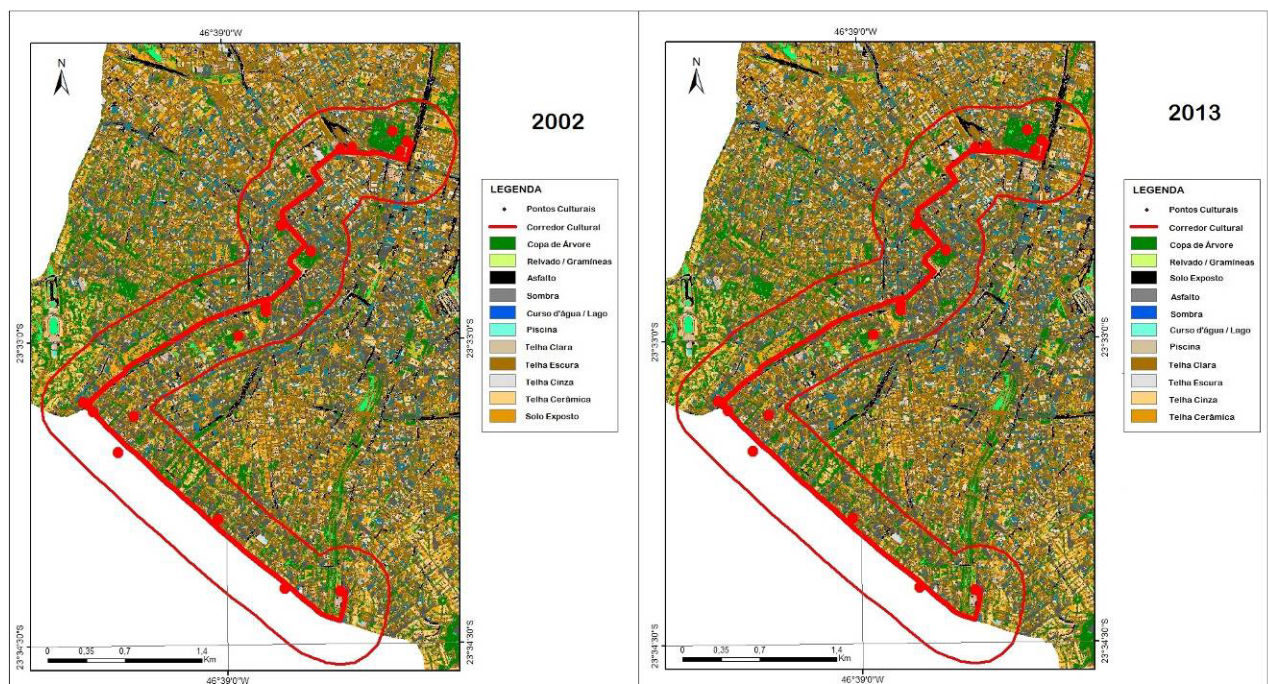 46°39'0"W
N
2002
LEGENDA
Pontos Culturais
Corredor Cultural
Copa de Árvore
Relvado / Gramíneas
Asfalto
Sombra
Curso d'água / Lago
Piscina
Telha Clara
Telha Escura
Telha Cinza
Telha Cerâmica
Solo Exposto
23°33'0"S
23°33'0"S
23°34'30"S
23°34'30"S
0 0,35 0,7 1,4
Km
46°39'0"W
46°39'0"W
N
2013
LEGENDA
Pontos Culturais
Corredor Cultural
Copa de Árvore
Relvado / Gramíneas
Solo Exposto
Asfalto
Sombra
Curso d'água / Lago
Piscina
Telha Clara
Telha Escura
Telha Cinza
Telha Cerâmica
23°33'0"S
23°33'0"S
23°34'30"S
23°34'30"S
0 0,35 0,7 1,4
Km
46°39'0"W